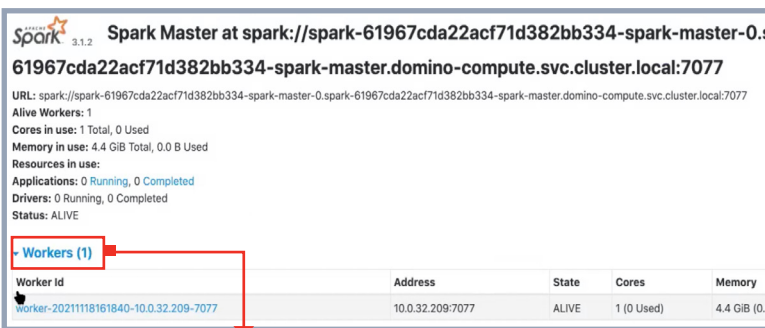 APACHE Spark 3.1.2 Spark Master at spark://spark-61967cda22acf71d382bb334-spark-master-0.s
61967cda22acf71d382bb334-spark-master.domino-compute.svc.cluster.local:7077
URL: spark://spark-61967cda22acf71d382bb334-spark-master-0.spark-61967cda22acf71d382bb334-spark-master.domino-compute.svc.cluster.local:7077
Alive Workers: 1
Cores in use: 1 Total, 0 Used
Memory in use: 4.4 GiB Total, 0.0 B Used
Resources in use:
Applications: 0 Running, 0 Completed
Drivers: 0 Running, 0 Completed
Status: ALIVE
Workers (1)
Worker Id Address State Cores Memory
worker-20211118161840-10.0.32.209-7077 10.0.32.209:7077 ALIVE 1 (0 Used) 4.4 GiB (0.